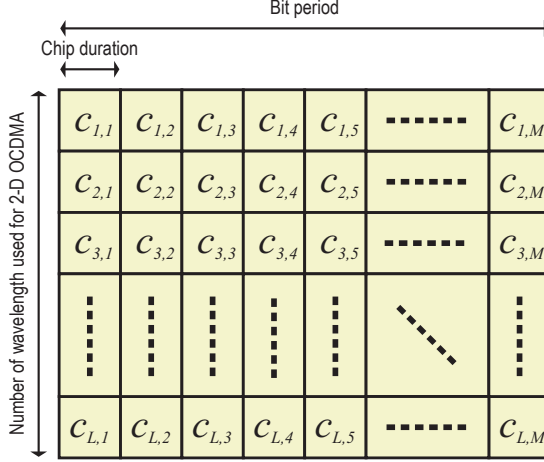 Bit period
Chip duration
Number of wavelength used for 2-D OCDMA
C1,1 C1,2 C1,3 C1,4 C1,5 C1,M
C2,1 C2,2 C2,3 C2,4 C2,5 C2,M
C3,1 C3,2 C3,3 C3,4 C3,5 C3,M
CL,1 CL,2 CL,3 CL,4 CL,5 CL,M